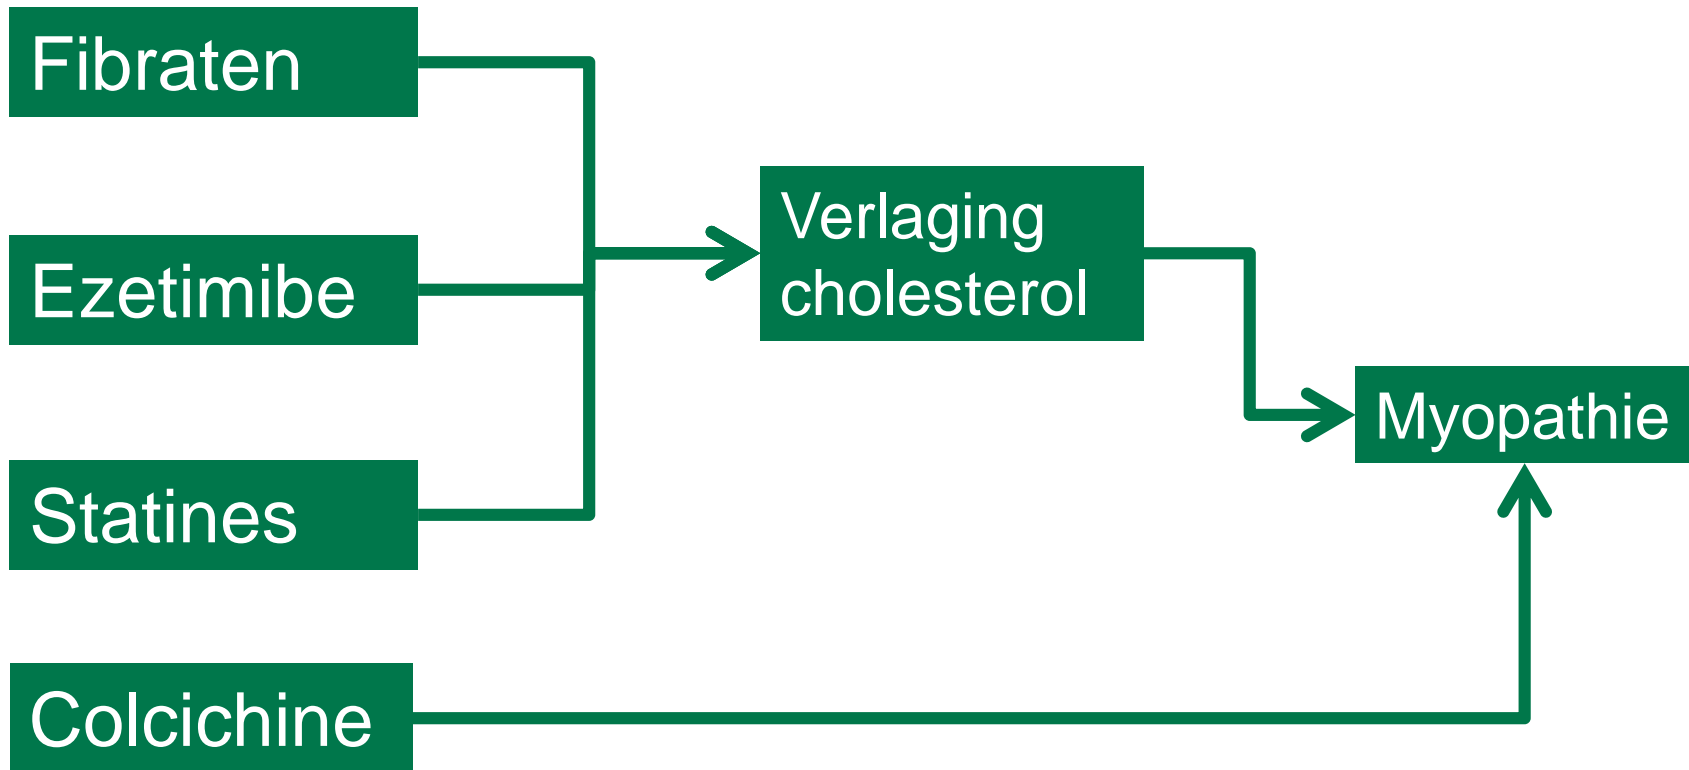 Fibraten
Ezetimibe
Statines
Colcichine
Verlaging
cholesterol
Myopathie